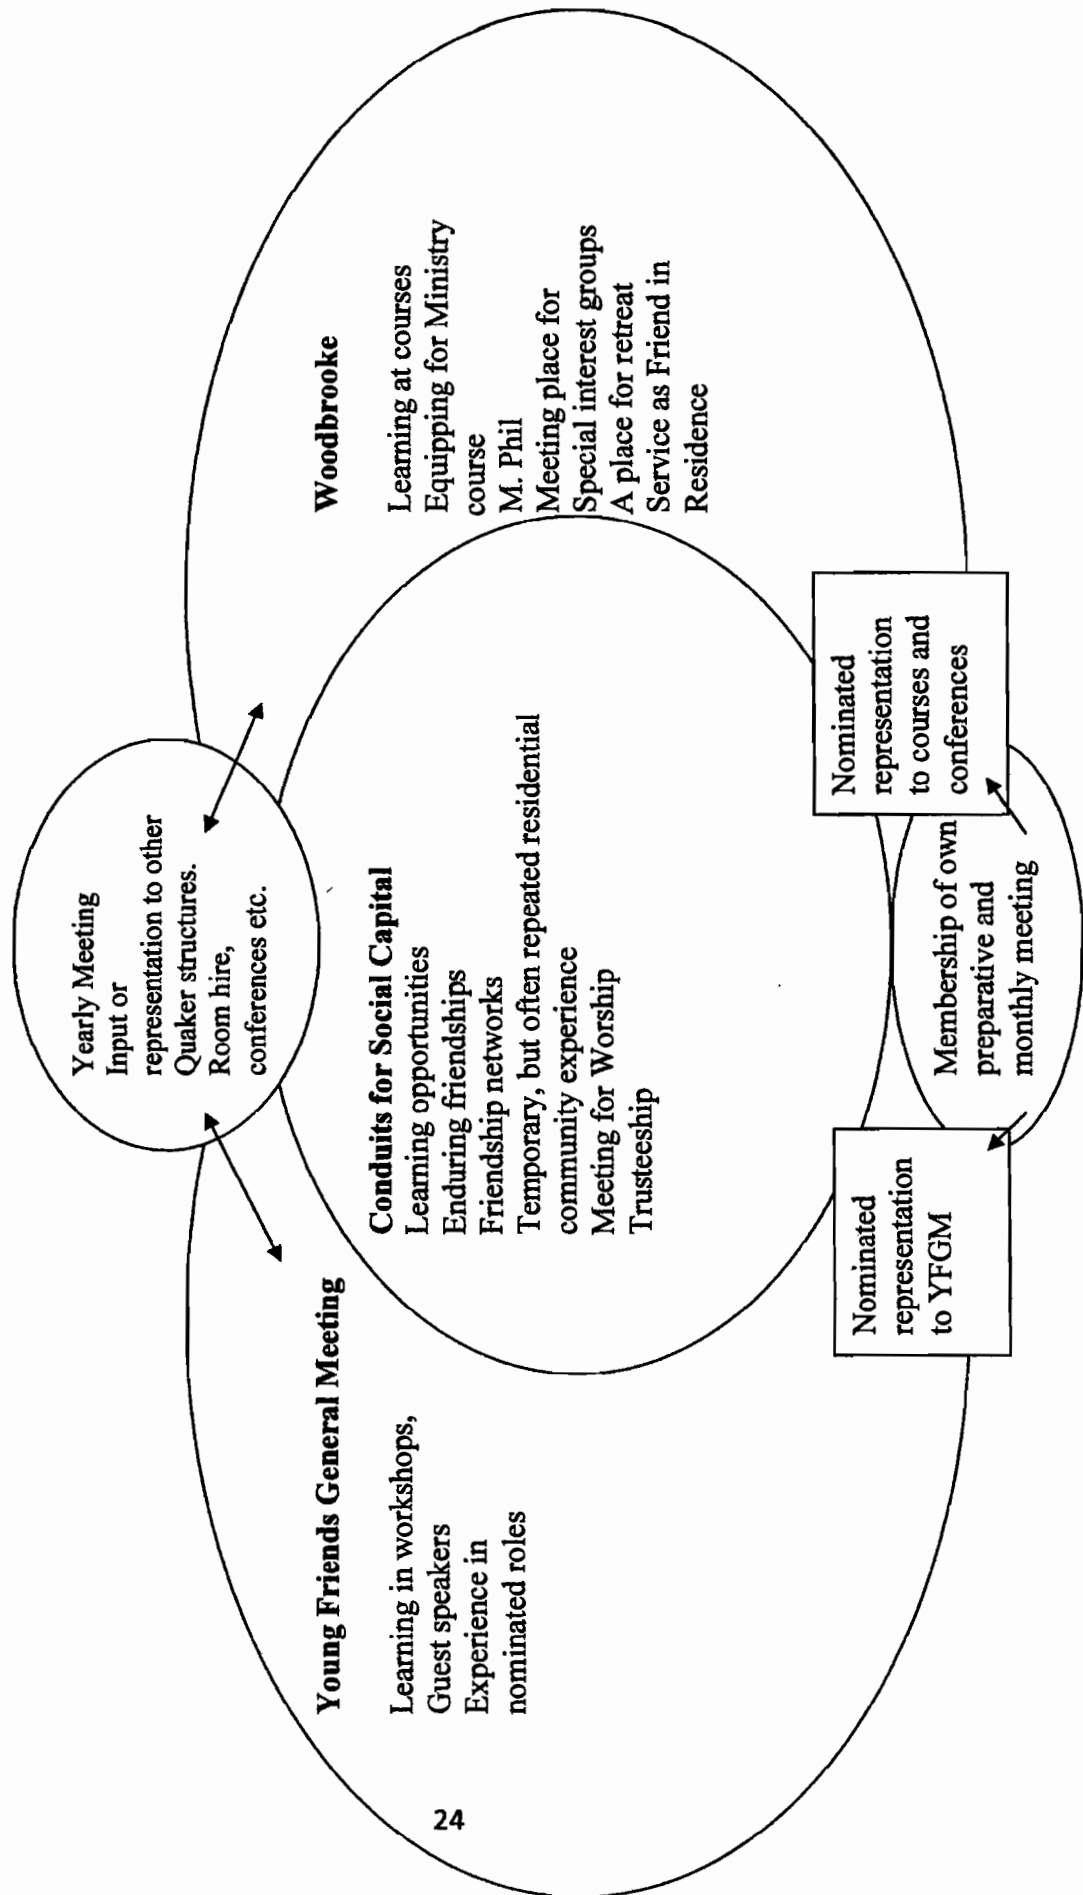 Yearly Meeting
Input or
representation to other
Quaker structures.
Room hire,
conferences etc.
Young Friends General Meeting
Learning in workshops,
Guest speakers
Experience in
nominated roles
Conduits for Social Capital
Learning opportunities
Enduring friendships
Friendship networks
Temporary, but often repeated residential
community experience
Meeting for Worship
Trusteeship
Woodbrooke
Learning at courses
Equipping for Ministry
course
M. Phil
Meeting place for
Special interest groups
A place for retreat
Service as Friend in
Residence
Nominated
representation
to YFGM
Membership of own
preparative and
monthly meeting
Nominated
representation
to courses and
conferences
24